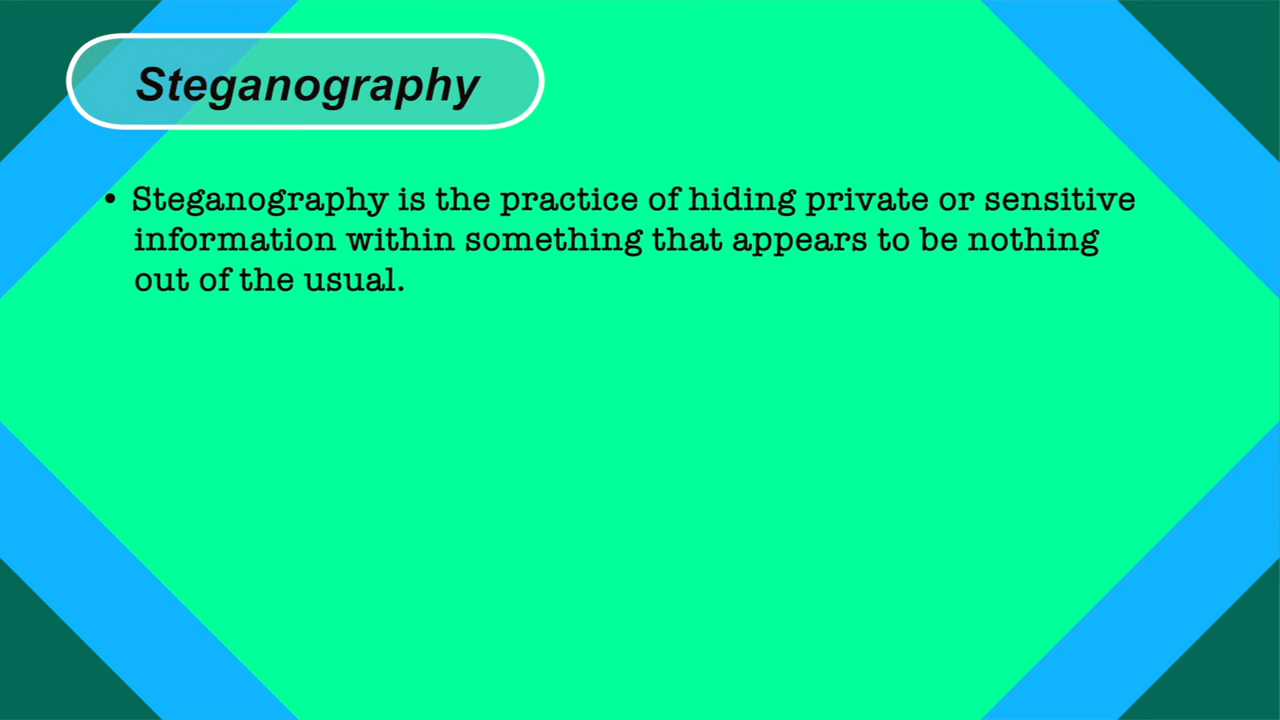 Steganography
• Steganography is the practice of hiding private or sensitive
information within something that appears to be nothing
out of the usual.